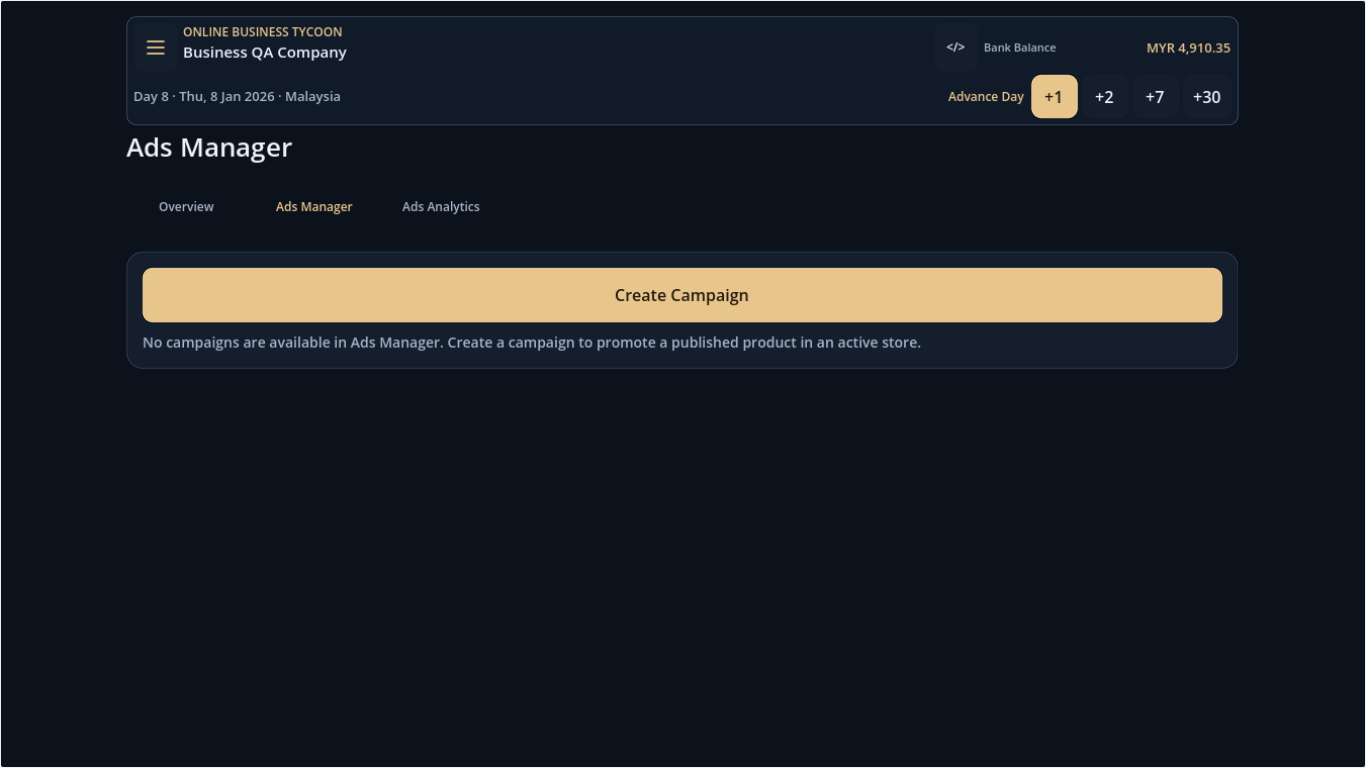 ONLINE BUSINESS TYCOON
Business QA Company
</> Bank Balance MYR 4,910.35
Day 8 · Thu, 8 Jan 2026 · Malaysia
Advance Day +1 +2 +7 +30
Ads Manager
Overview Ads Manager Ads Analytics
Create Campaign
No campaigns are available in Ads Manager. Create a campaign to promote a published product in an active store.